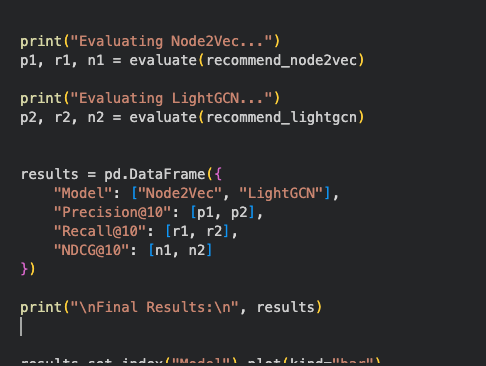 print("Evaluating Node2Vec...")
p1, r1, n1 = evaluate(recommend_node2vec)
print("Evaluating LightGCN...")
p2, r2, n2 = evaluate(recommend_lightgcn)
results = pd.DataFrame({
    "Model": ["Node2Vec", "LightGCN"],
    "Precision@10": [p1, p2],
    "Recall@10": [r1, r2],
    "NDCG@10": [n1, n2]
})
print("\nFinal Results:\n", results)
results.set_index("Model").plot(kind="bar")